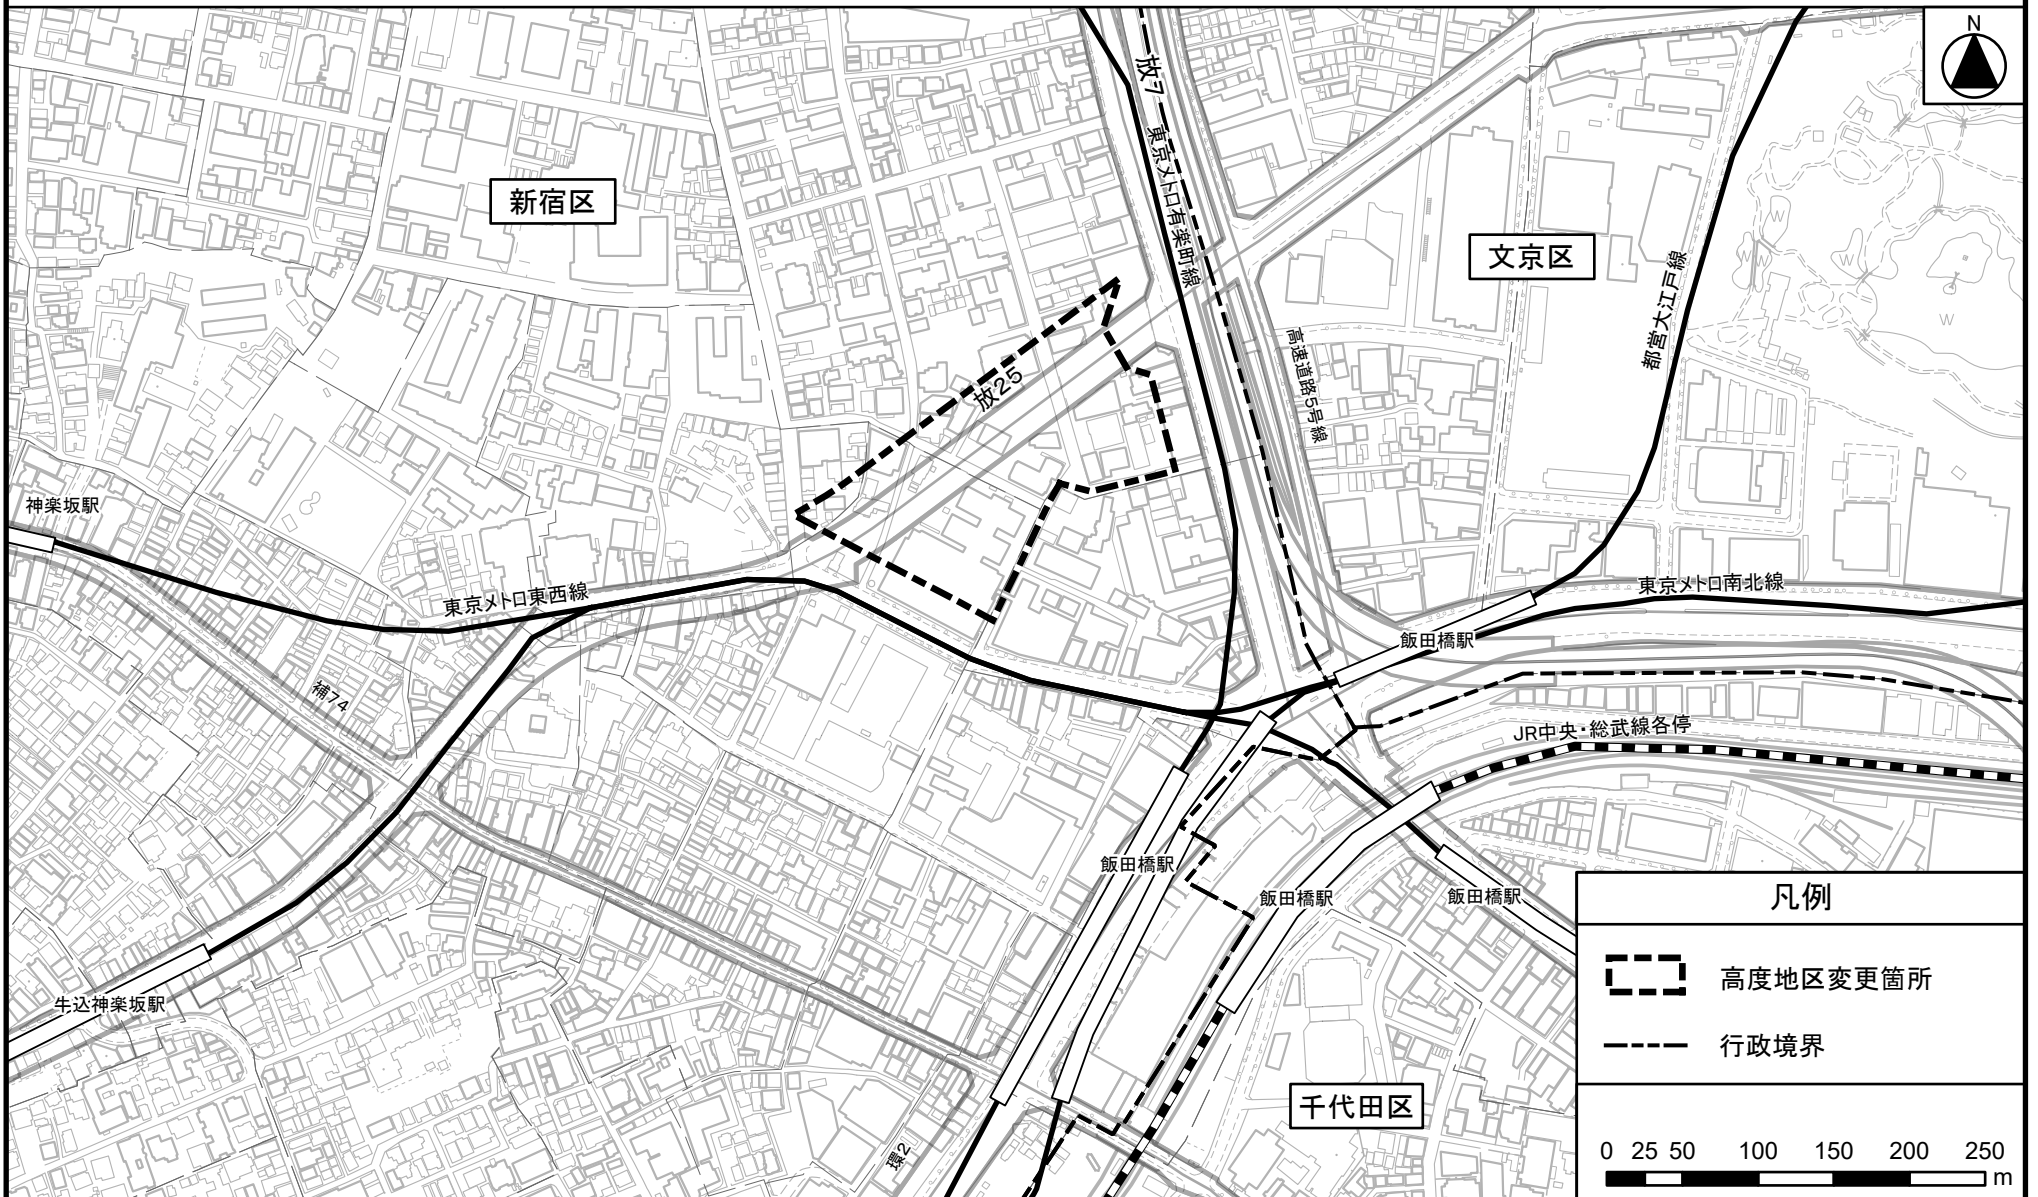 N
放7
東京メトロ有楽町線
新宿区
文京区
都営大江戸線
高速道路5号線
放25
神楽坂駅
東京メトロ東西線
東京メトロ南北線
飯田橋駅
補74
JR中央・総武線各停
飯田橋駅
飯田橋駅
飯田橋駅
牛込神楽坂駅
環2
千代田区
凡例
高度地区変更箇所
行政境界
0 25 50 100 150 200 250
m
W
W
W
W
W